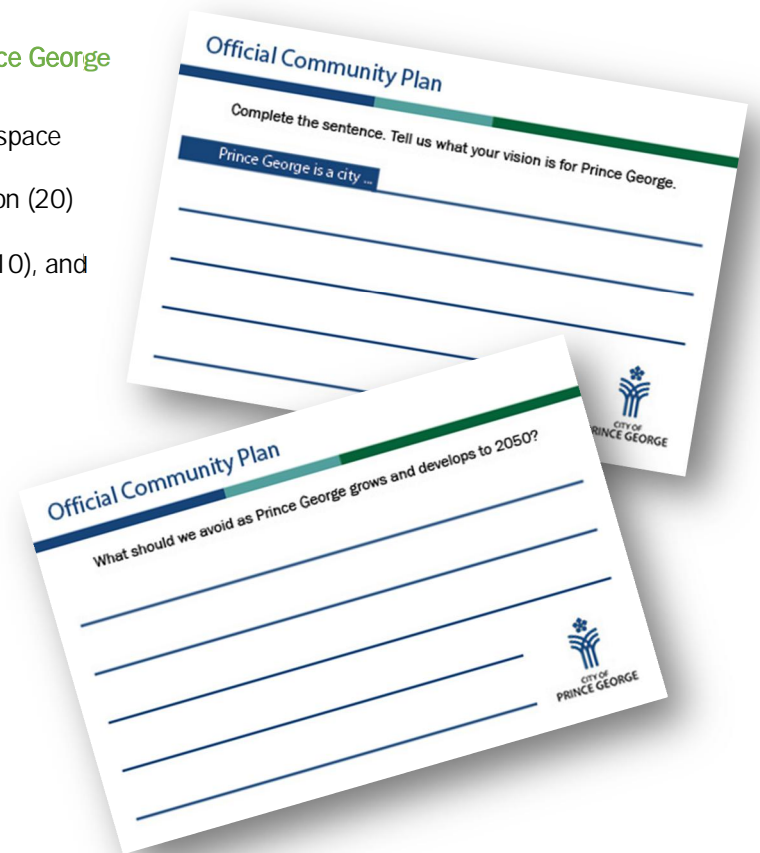 ce George
space
on (20)
10), and
Official Community Plan
Complete the sentence. Tell us what your vision is for Prince George.
Prince George is a city ...
CITY OF
RINCE GEORGE
Official Community Plan
What should we avoid as Prince George grows and develops to 2050?
CITY OF
PRINCE GEORGE